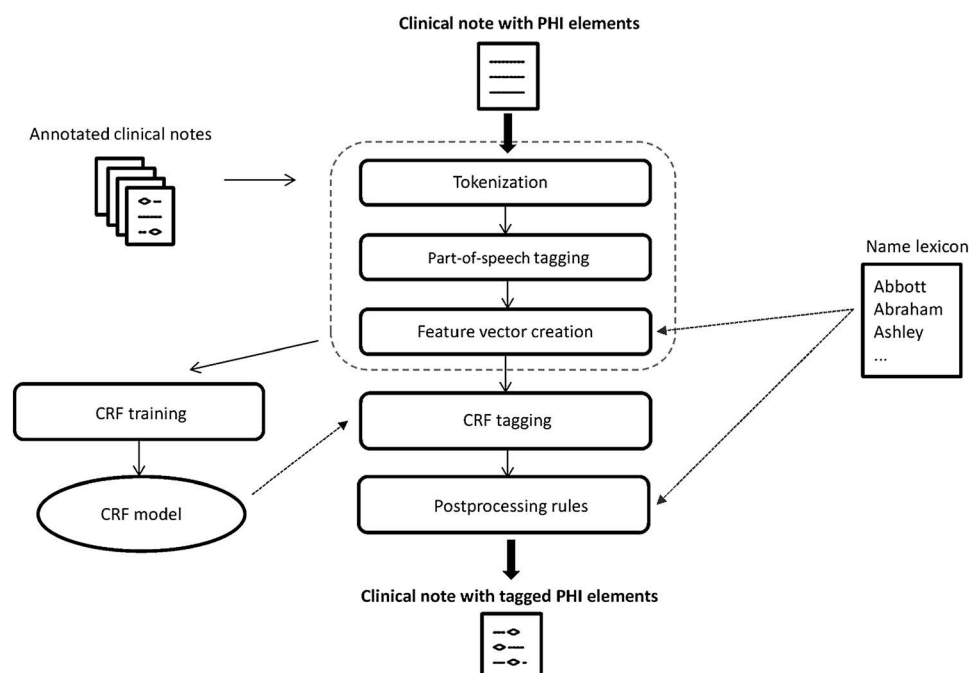 Clinical note with PHI elements
Annotated clinical notes
Tokenization
Part-of-speech tagging
Name lexicon
Abbott
Abraham
Ashley
...
Feature vector creation
CRF training
CRF tagging
CRF model
Postprocessing rules
Clinical note with tagged PHI elements